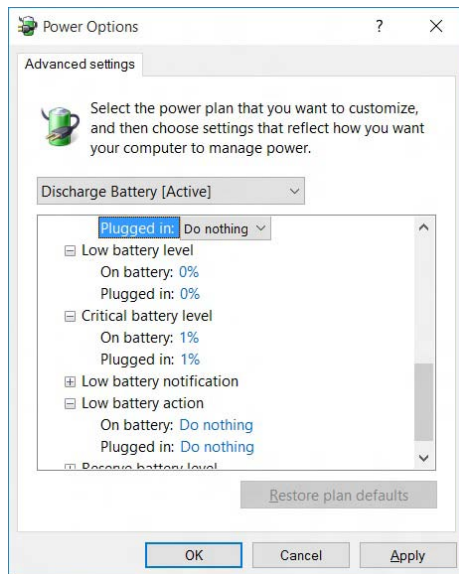 Power Options
?
Advanced settings
Select the power plan that you want to customize,
and then choose settings that reflect how you want
your computer to manage power.
Discharge Battery [Active]
Plugged in: Do nothing
Low battery level
On battery: 0%
Plugged in: 0%
Critical battery level
On battery: 1%
Plugged in: 1%
Low battery notification
Low battery action
On battery: Do nothing
Plugged in: Do nothing
Reserve battery level
Restore plan defaults
OK Cancel Apply